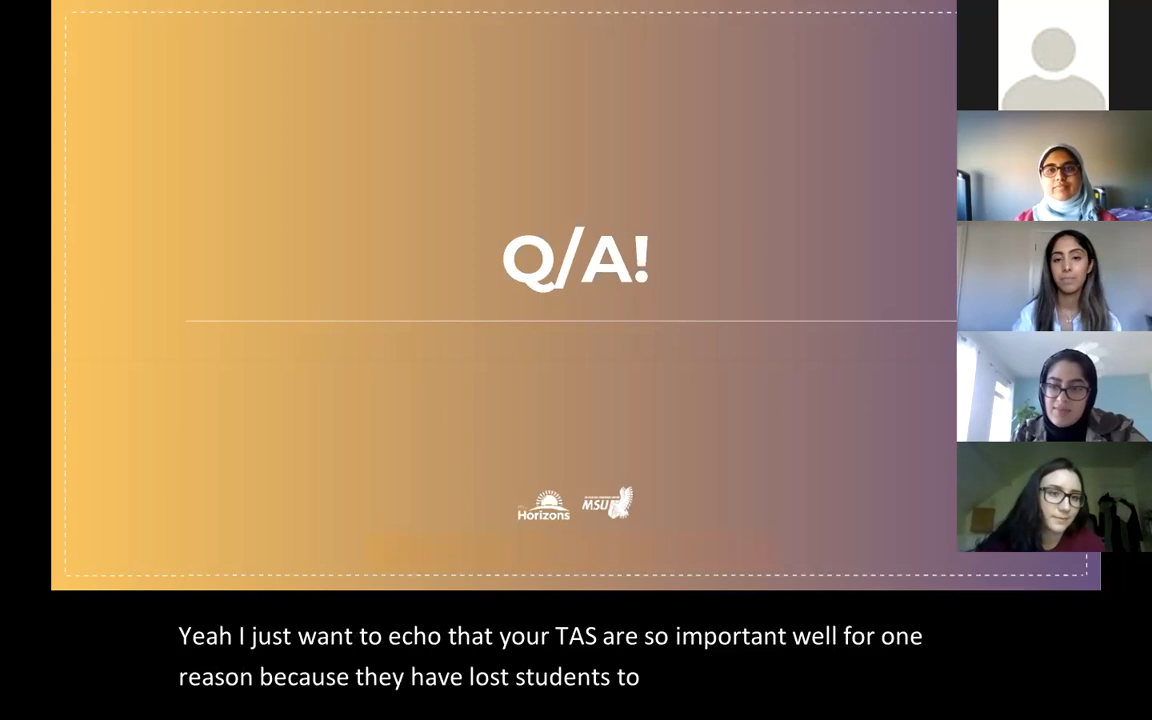 Q/A!
Horizons
MSU
Yeah I just want to echo that your TAS are so important well for one
reason because they have lost students to